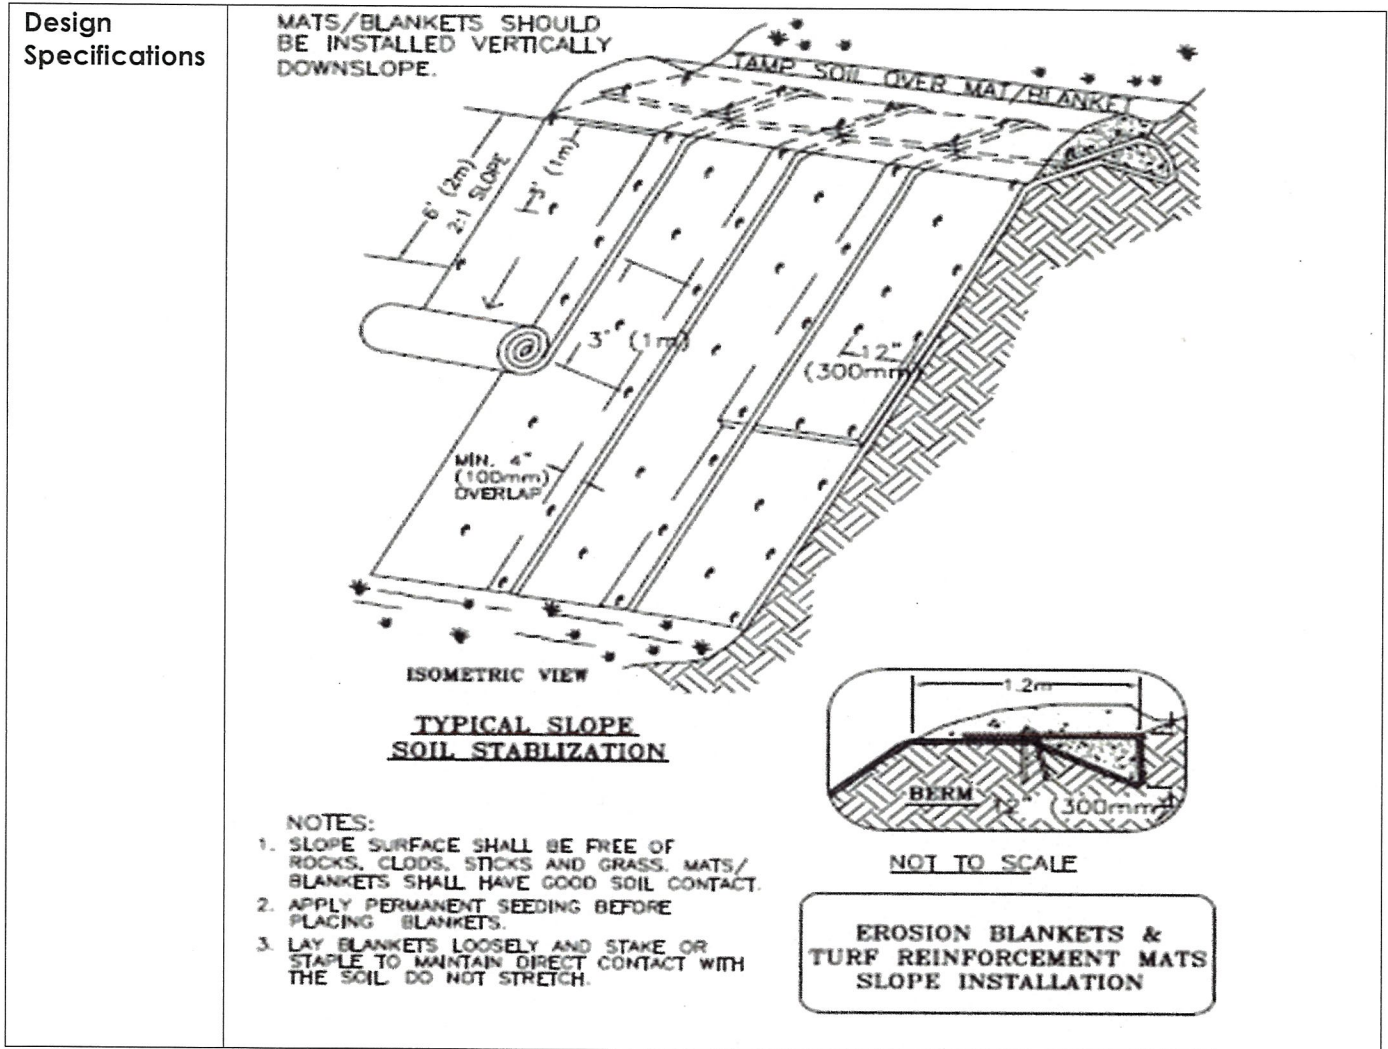 Design
Specifications
MATS/BLANKETS SHOULD
BE INSTALLED VERTICALLY
DOWNSLOPE.
TAMP SOIL OVER MAT/BLANKET
6' (2m)
2:1 SLOPE
3' (1m)
3' (1m)
12"
(300mm)
MIN. 4"
(100mm)
OVERLAP
ISOMETRIC VIEW
TYPICAL SLOPE
SOIL STABLIZATION
1.2m
BERM
12" (300mm)
NOT TO SCALE
NOTES:
1. SLOPE SURFACE SHALL BE FREE OF
ROCKS, CLODS, STICKS AND GRASS. MATS/
BLANKETS SHALL HAVE GOOD SOIL CONTACT.
2. APPLY PERMANENT SEEDING BEFORE
PLACING BLANKETS.
3. LAY BLANKETS LOOSELY AND STAKE OR
STAPLE TO MAINTAIN DIRECT CONTACT WITH
THE SOIL. DO NOT STRETCH.
EROSION BLANKETS &
TURF REINFORCEMENT MATS
SLOPE INSTALLATION